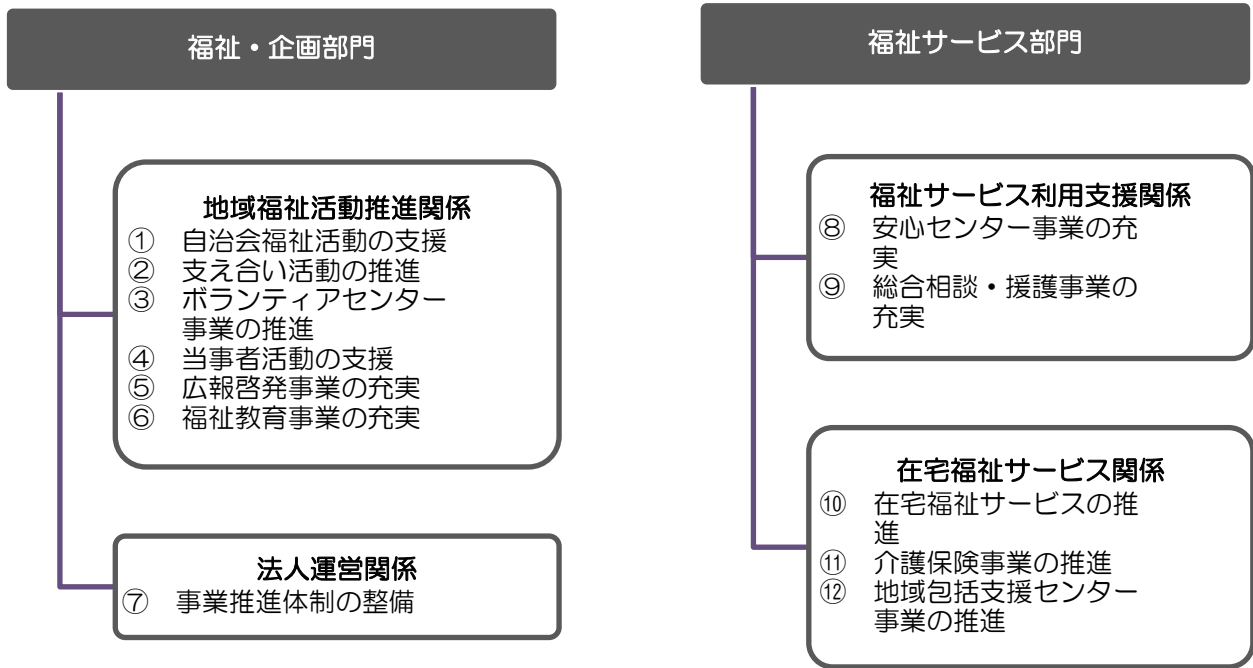 福祉・企画部門
地域福祉活動推進関係
① 自治会福祉活動の支援
② 支え合い活動の推進
③ ボランティアセンター
事業の推進
④ 当事者活動の支援
⑤ 広報啓発事業の充実
⑥ 福祉教育事業の充実
法人運営関係
⑦ 事業推進体制の整備
福祉サービス部門
福祉サービス利用支援関係
⑧ 安心センター事業の充
実
⑨ 総合相談・援護事業の
充実
在宅福祉サービス関係
⑩ 在宅福祉サービスの推
進
⑪ 介護保険事業の推進
⑫ 地域包括支援センター
事業の推進